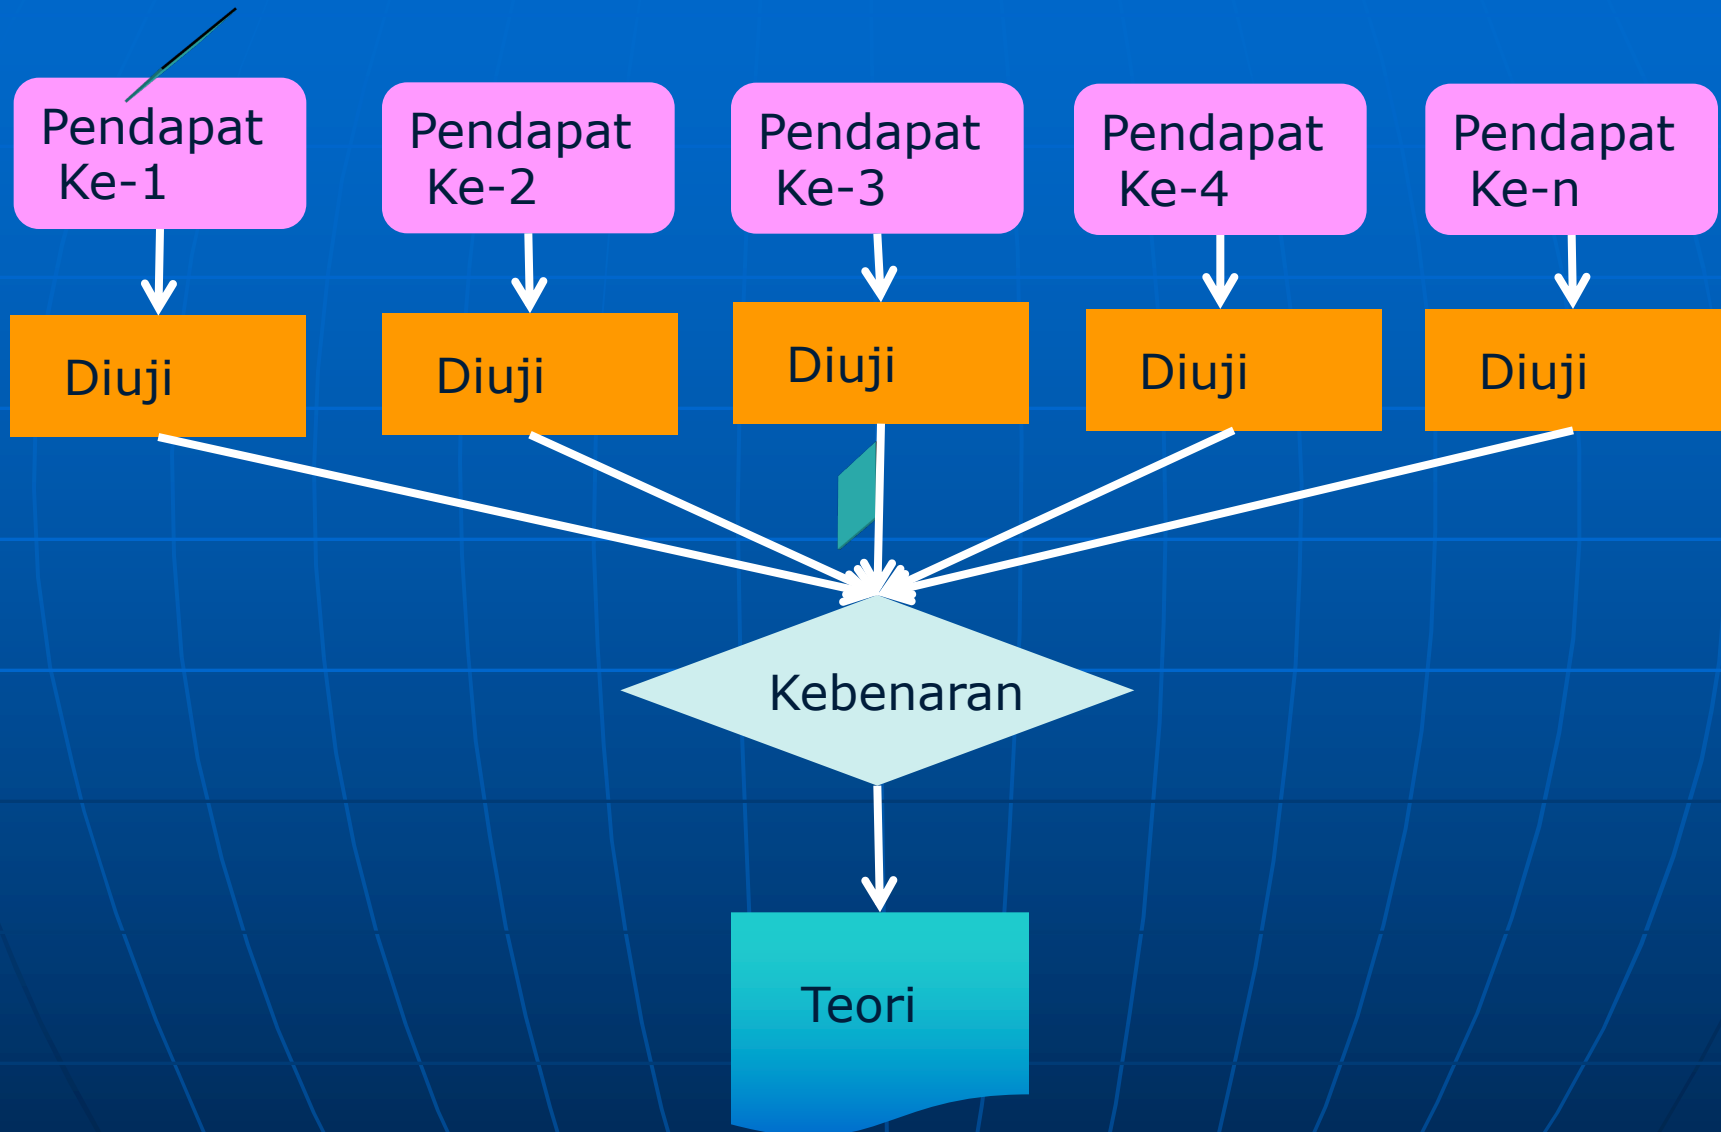 Pendapat
Ke-1
Pendapat
Ke-2
Pendapat
Ke-3
Pendapat
Ke-4
Pendapat
Ke-n
Diuji
Diuji
Diuji
Diuji
Diuji
Kebenaran
Teori